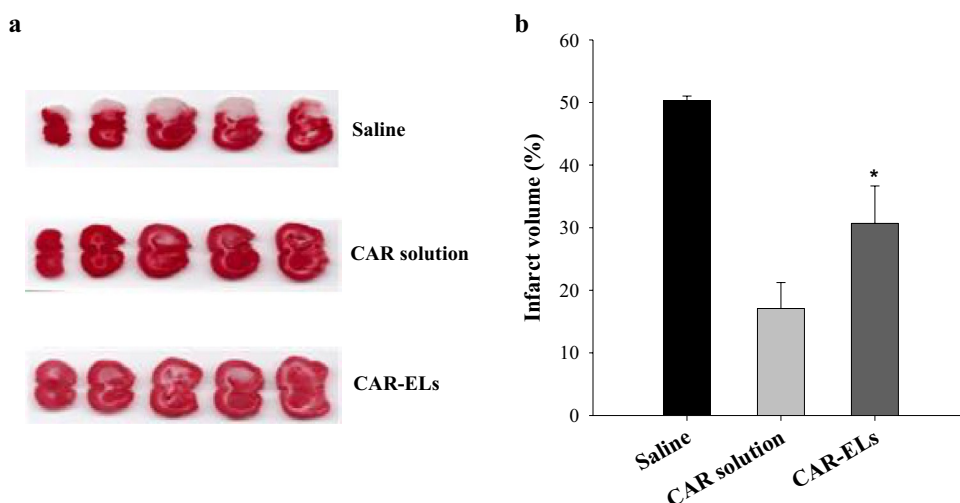 a
Saline
CAR solution
CAR-ELs
b
Infarct volume (%)
60
50
40
30
20
10
0
*
Saline
CAR solution
CAR-ELs